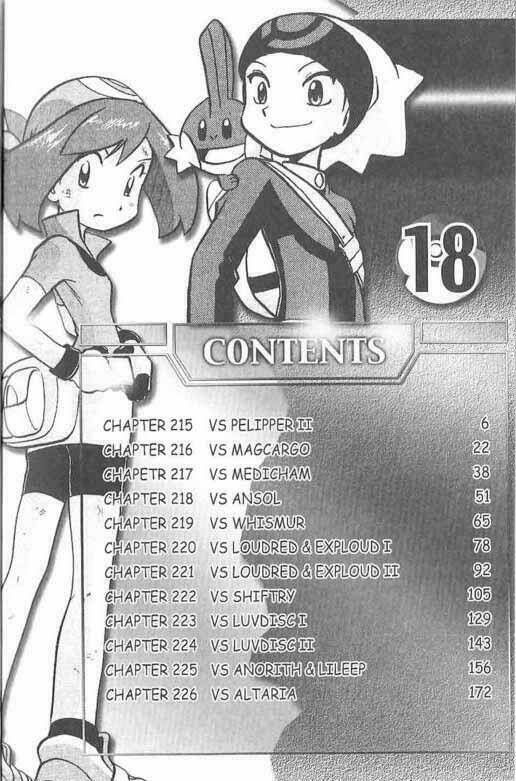 18
CONTENTS
CHAPTER 215 VS PELIPPER II 6
CHAPTER 216 VS MAGCARGO 22
CHAPETR 217 VS MEDICHAM 38
CHAPTER 218 VS ANSOL 51
CHAPTER 219 VS WHISMUR 65
CHAPTER 220 VS LOUDRED & EXPLOUD I 78
CHAPTER 221 VS LOUDRED & EXPLOUD II 92
CHAPTER 222 VS SHIFTRY 105
CHAPTER 223 VS LUVDISC I 129
CHAPTER 224 VS LUVDISC II 143
CHAPTER 225 VS ANORITH & LILEEP 156
CHAPTER 226 VS ALTARIA 172